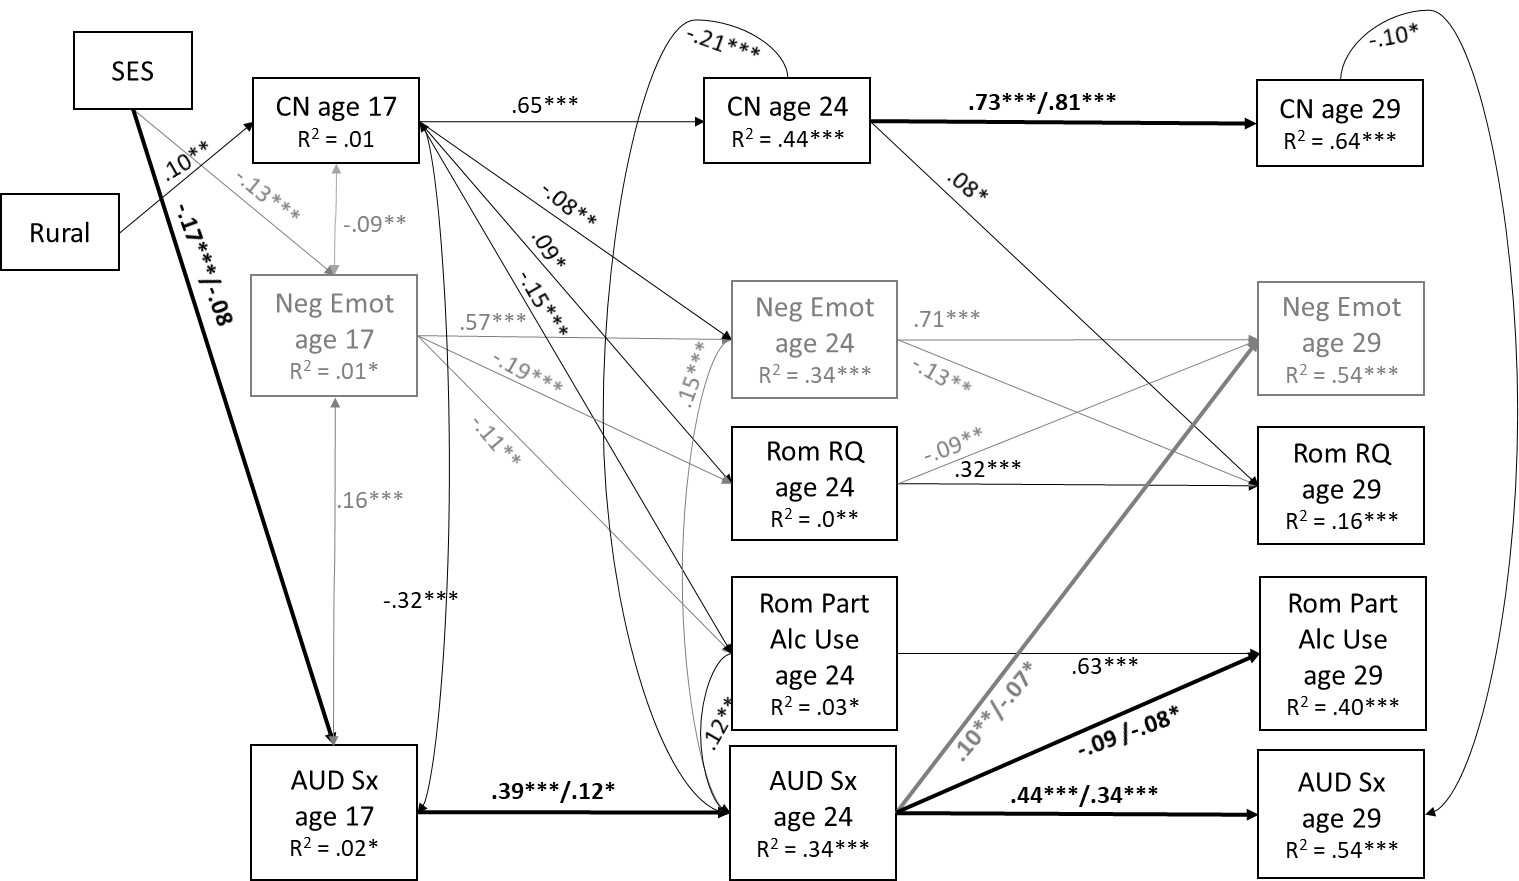 -.21***
-.10*
SES
CN age 17
R² = .01
.65***
CN age 24
R² = .44***
.73***/.81***
CN age 29
R² = .64***
.10**
-.13***
-.17***/-.08
Rural
-.09**
-.08**
.09*
-.15***
.08*
Neg Emot
age 17
R² = .01*
.57***
-.19***
-.11**
.15***
Neg Emot
age 24
R² = .34***
.71***
-.13**
Neg Emot
age 29
R² = .54***
Rom RQ
age 24
R² = .0**
-.09**
.32***
Rom RQ
age 29
R² = .16***
.16***
-.32***
Rom Part
Alc Use
age 24
R² = .03*
.63***
Rom Part
Alc Use
age 29
R² = .40***
.12**
.10**/-.07*
-.09 /-.08*
AUD Sx
age 17
R² = .02*
.39***/.12*
AUD Sx
age 24
R² = .34***
.44***/.34***
AUD Sx
age 29
R² = .54***